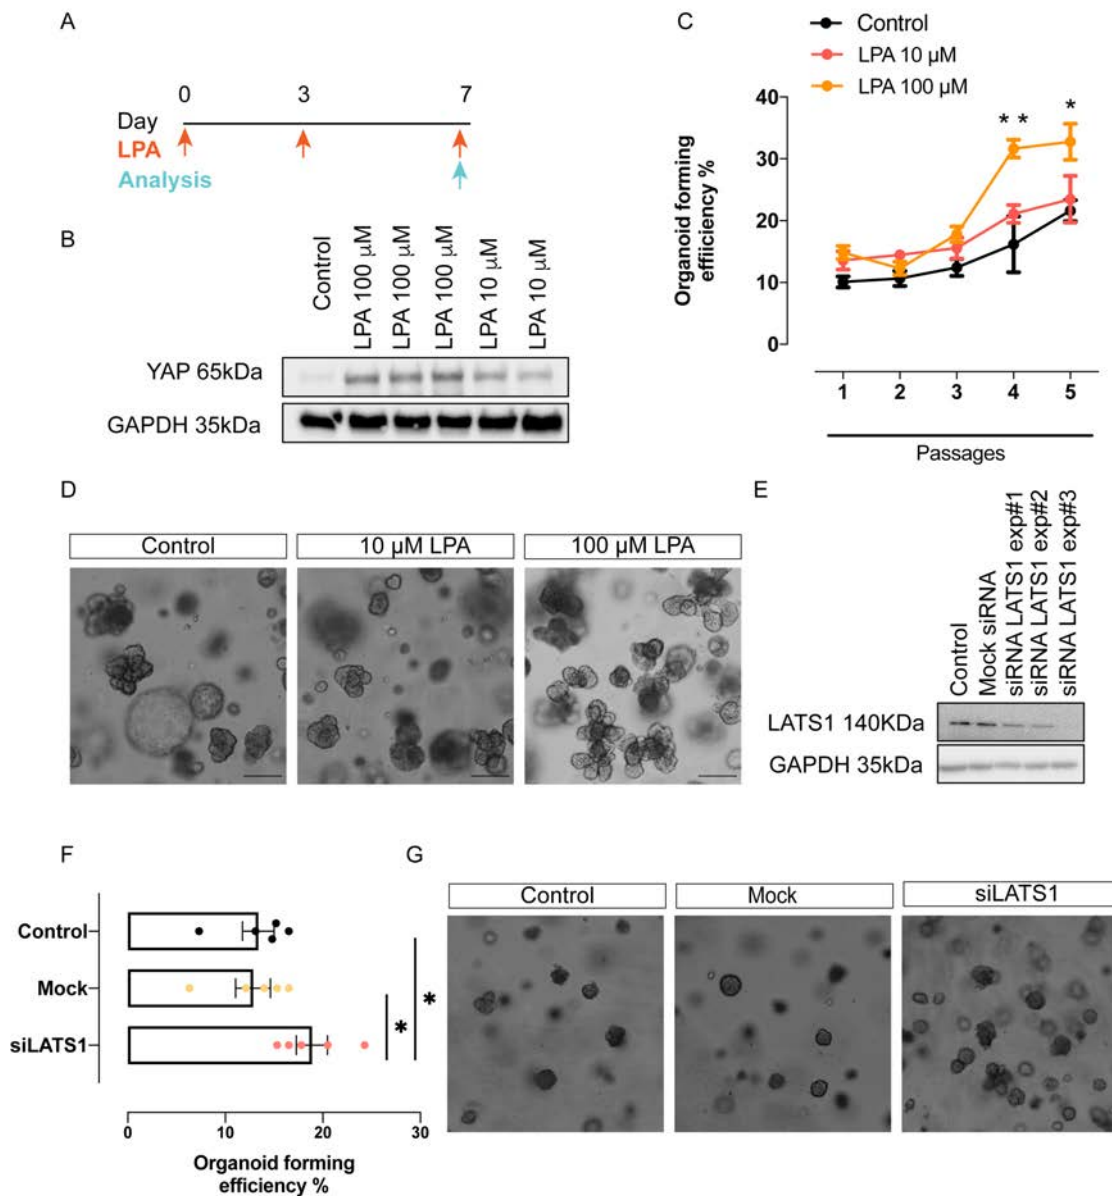 A
0 3 7
Day
LPA
Analysis
B
Control
LPA 100 μM
LPA 100 μM
LPA 100 μM
LPA 10 μM
LPA 10 μM
YAP 65kDa
GAPDH 35kDa
C
Control
LPA 10 μM
LPA 100 μM
Organoid forming
effiiciency %
40
30
20
10
0
* *
*
1 2 3 4 5
Passages
D
Control
10 μM LPA
100 μM LPA
E
Control
Mock siRNA
siRNA LATS1 exp#1
siRNA LATS1 exp#2
siRNA LATS1 exp#3
LATS1 140KDa
GAPDH 35kDa
F
Control
Mock
siLATS1
*
*
0 10 20 30
Organoid forming
efficiency %
G
Control
Mock
siLATS1